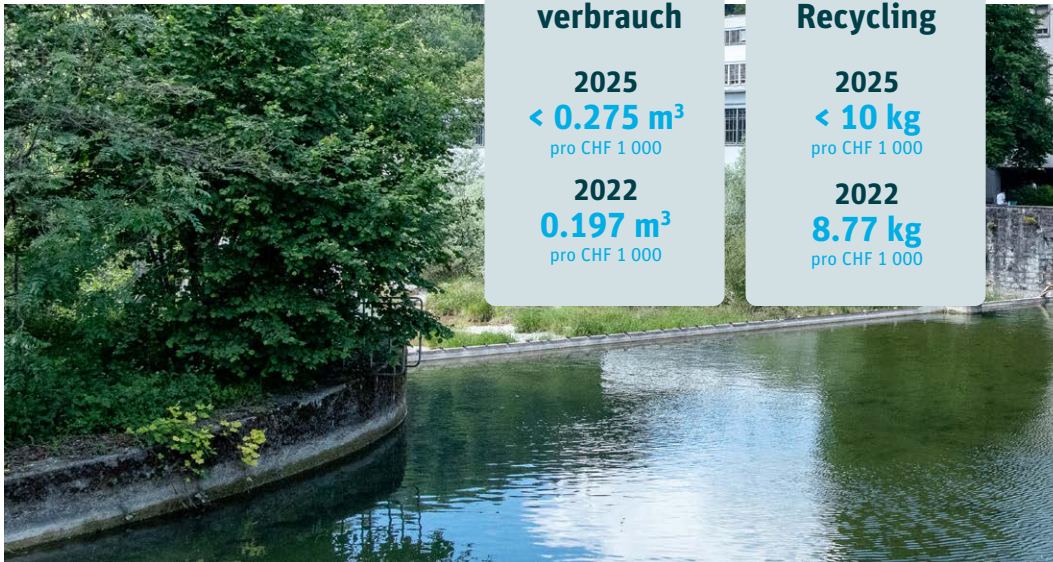 verbrauch
2025
< 0.275 m³
pro CHF 1 000
2022
0.197 m³
pro CHF 1 000
Recycling
2025
< 10 kg
pro CHF 1 000
2022
8.77 kg
pro CHF 1 000